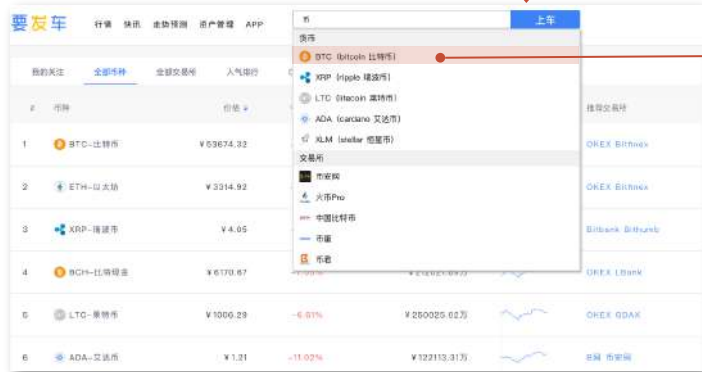 要发车 行情 快讯 走势预测 资产管理 APP
币 上车
货币
BTC (bitcoin 比特币)
XRP (ripple 瑞波币)
LTC (litecoin 莱特币)
ADA (cardano 艾达币)
XLM (stellar 恒星币)
交易所
币安网
火币Pro
中国比特币
币蛋
币君
我的关注 全部币种 全部交易所 人气排行
# 币种 价格 推荐交易所
1 BTC-比特币 ¥53674.32 OKEX Bitfinex
2 ETH-以太坊 ¥3314.92 OKEX Bitfinex
3 XRP-瑞波币 ¥4.05 Bitbank Bithumb
4 BCH-比特现金 ¥6170.67 OKEX LBank
5 LTC-莱特币 ¥1006.29 -6.01% ¥260025.62万 OKEX GDAX
6 ADA-艾达币 ¥1.21 -11.02% ¥122113.31万 B网 币安网